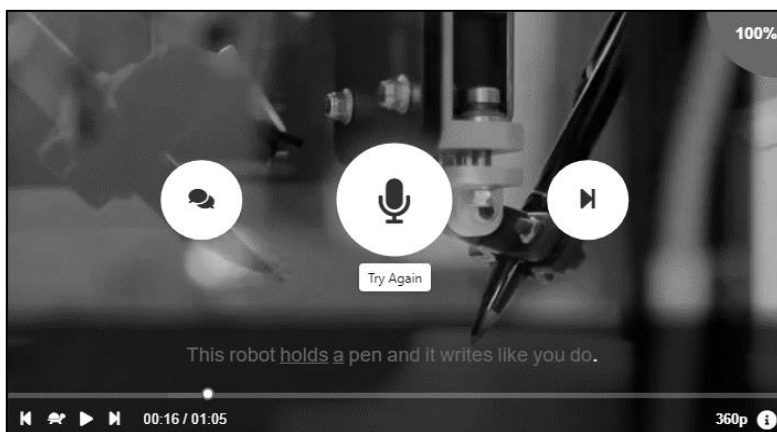 100%
Try Again
This robot holds a pen and it writes like you do.
00:16 / 01:05
360p